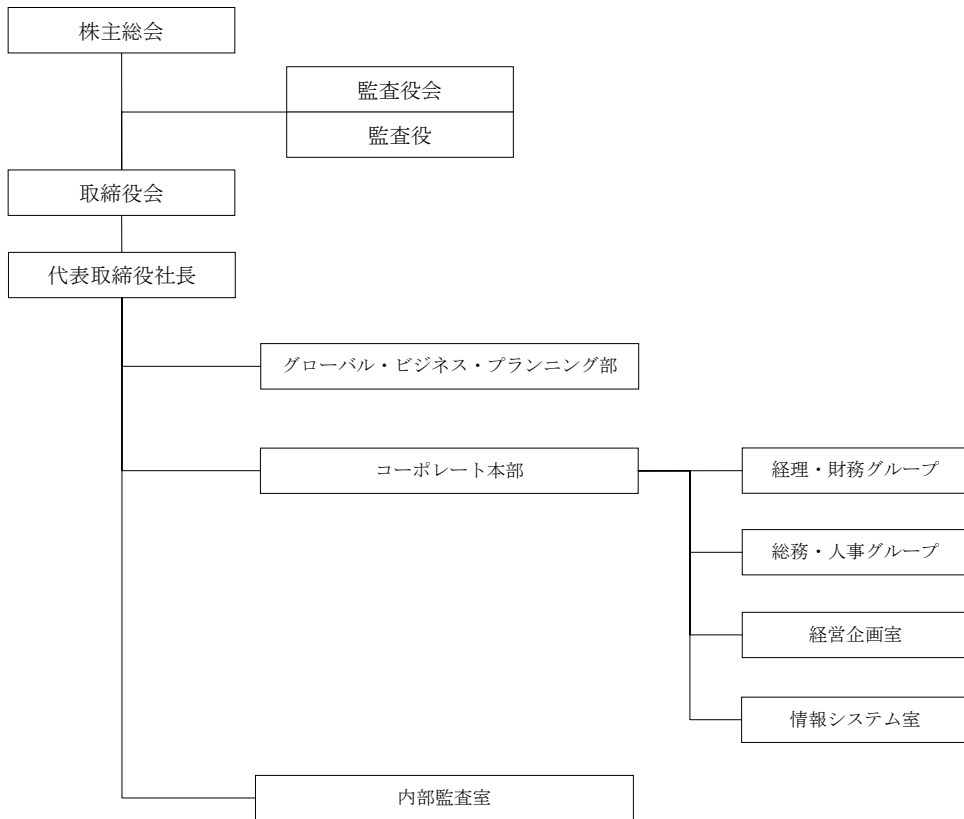 株主総会
監査役会
監査役
取締役会
代表取締役社長
グローバル・ビジネス・プランニング部
コーポレート本部
経理・財務グループ
総務・人事グループ
経営企画室
情報システム室
内部監査室